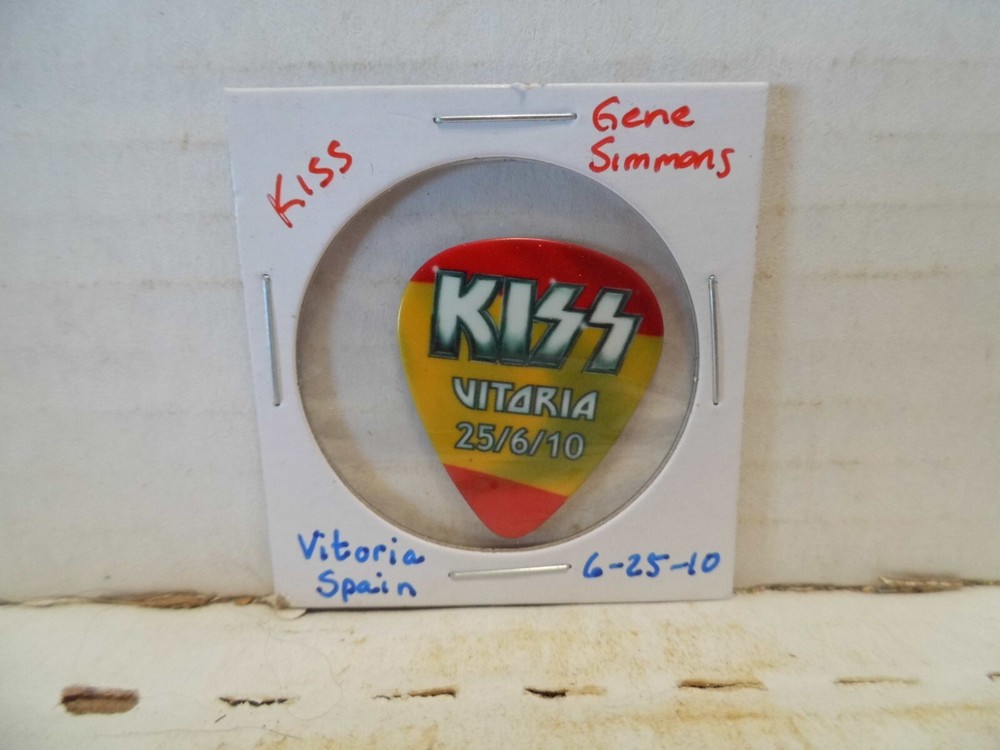 KISS
Gene
Simmons
KISS
VITORIA
25/6/10
Vitoria
Spain
6-25-10